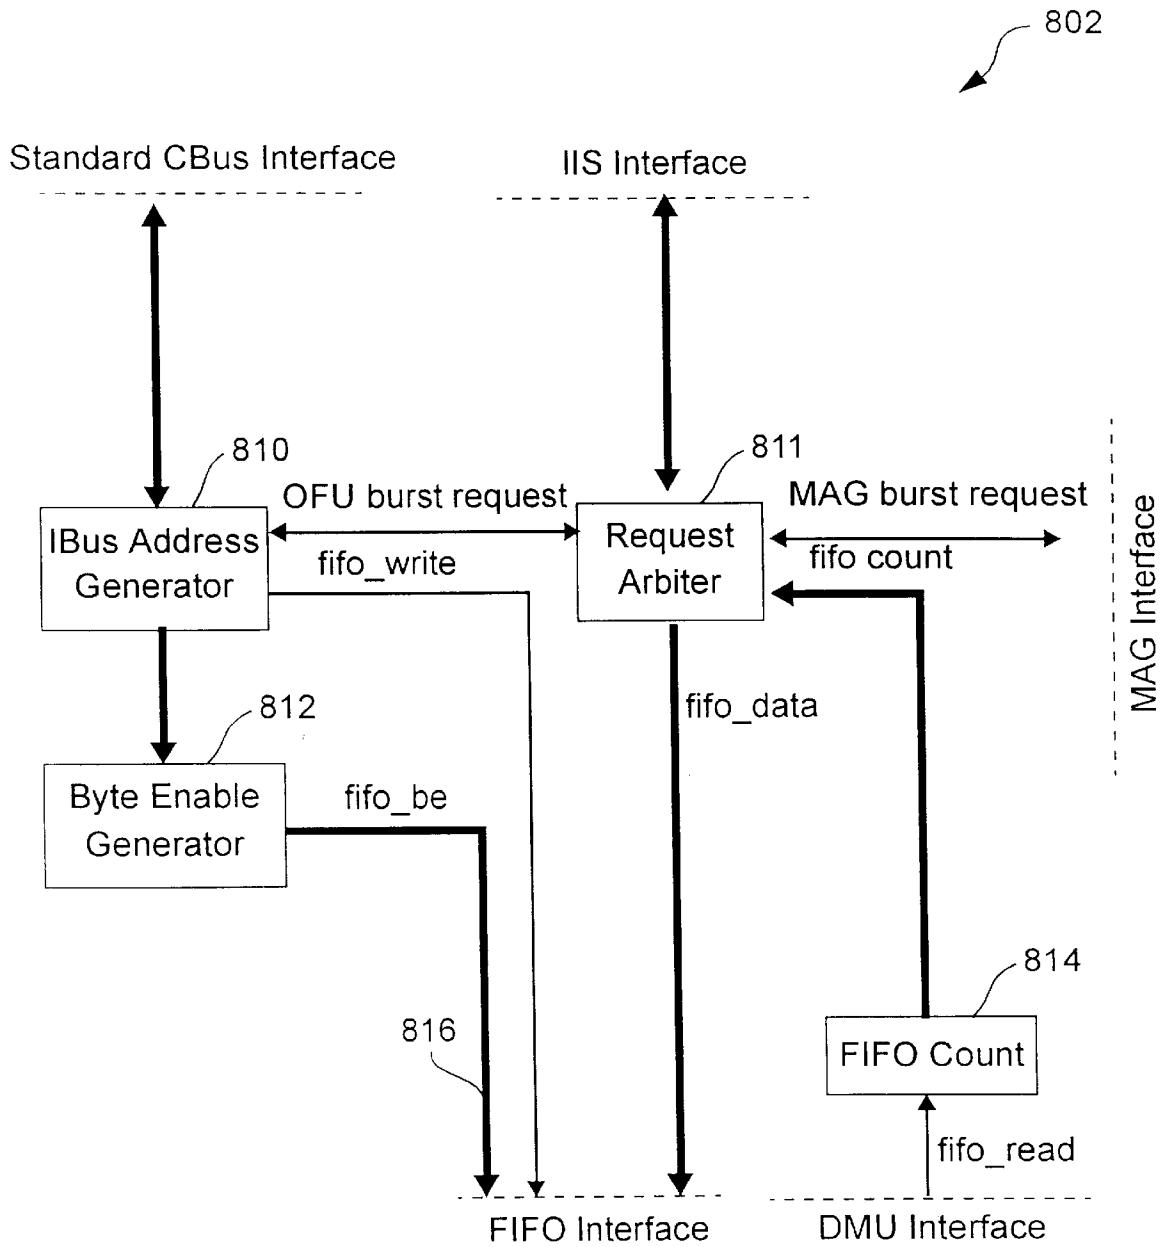 802
Standard CBus Interface
IIS Interface
810
811
OFU burst request
MAG burst request
IBus Address
Generator
Request
Arbiter
fifo_write
fifo count
MAG Interface
812
fifo_data
Byte Enable
Generator
fifo_be
814
816
FIFO Count
fifo_read
FIFO Interface
DMU Interface